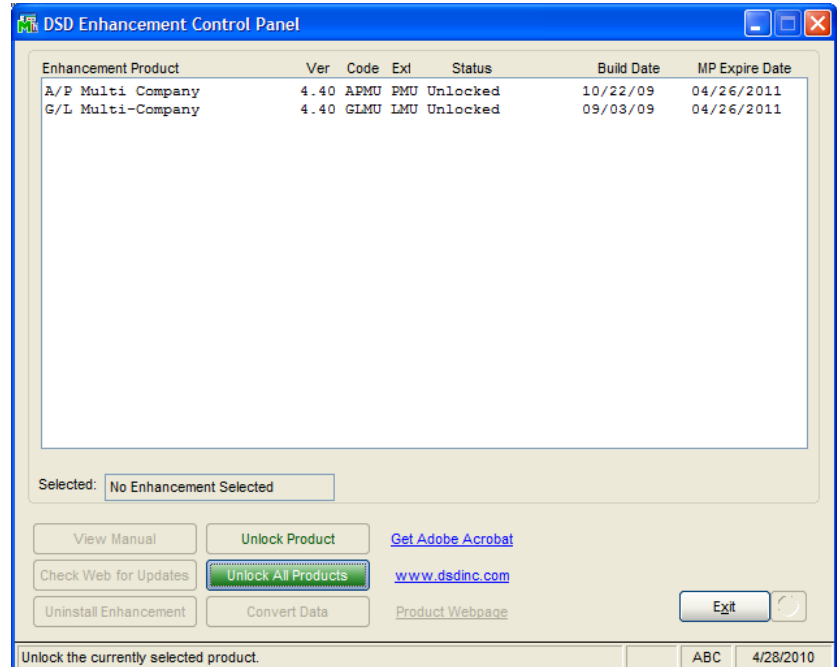 DSD Enhancement Control Panel
Enhancement Product Ver Code Ext Status Build Date MP Expire Date
A/P Multi Company 4.40 APMU PMU Unlocked 10/22/09 04/26/2011
G/L Multi-Company 4.40 GLMU LMU Unlocked 09/03/09 04/26/2011
Selected: No Enhancement Selected
View Manual Unlock Product Get Adobe Acrobat
Check Web for Updates Unlock All Products www.dsdinc.com
Uninstall Enhancement Convert Data Product Webpage Exit
Unlock the currently selected product. ABC 4/28/2010